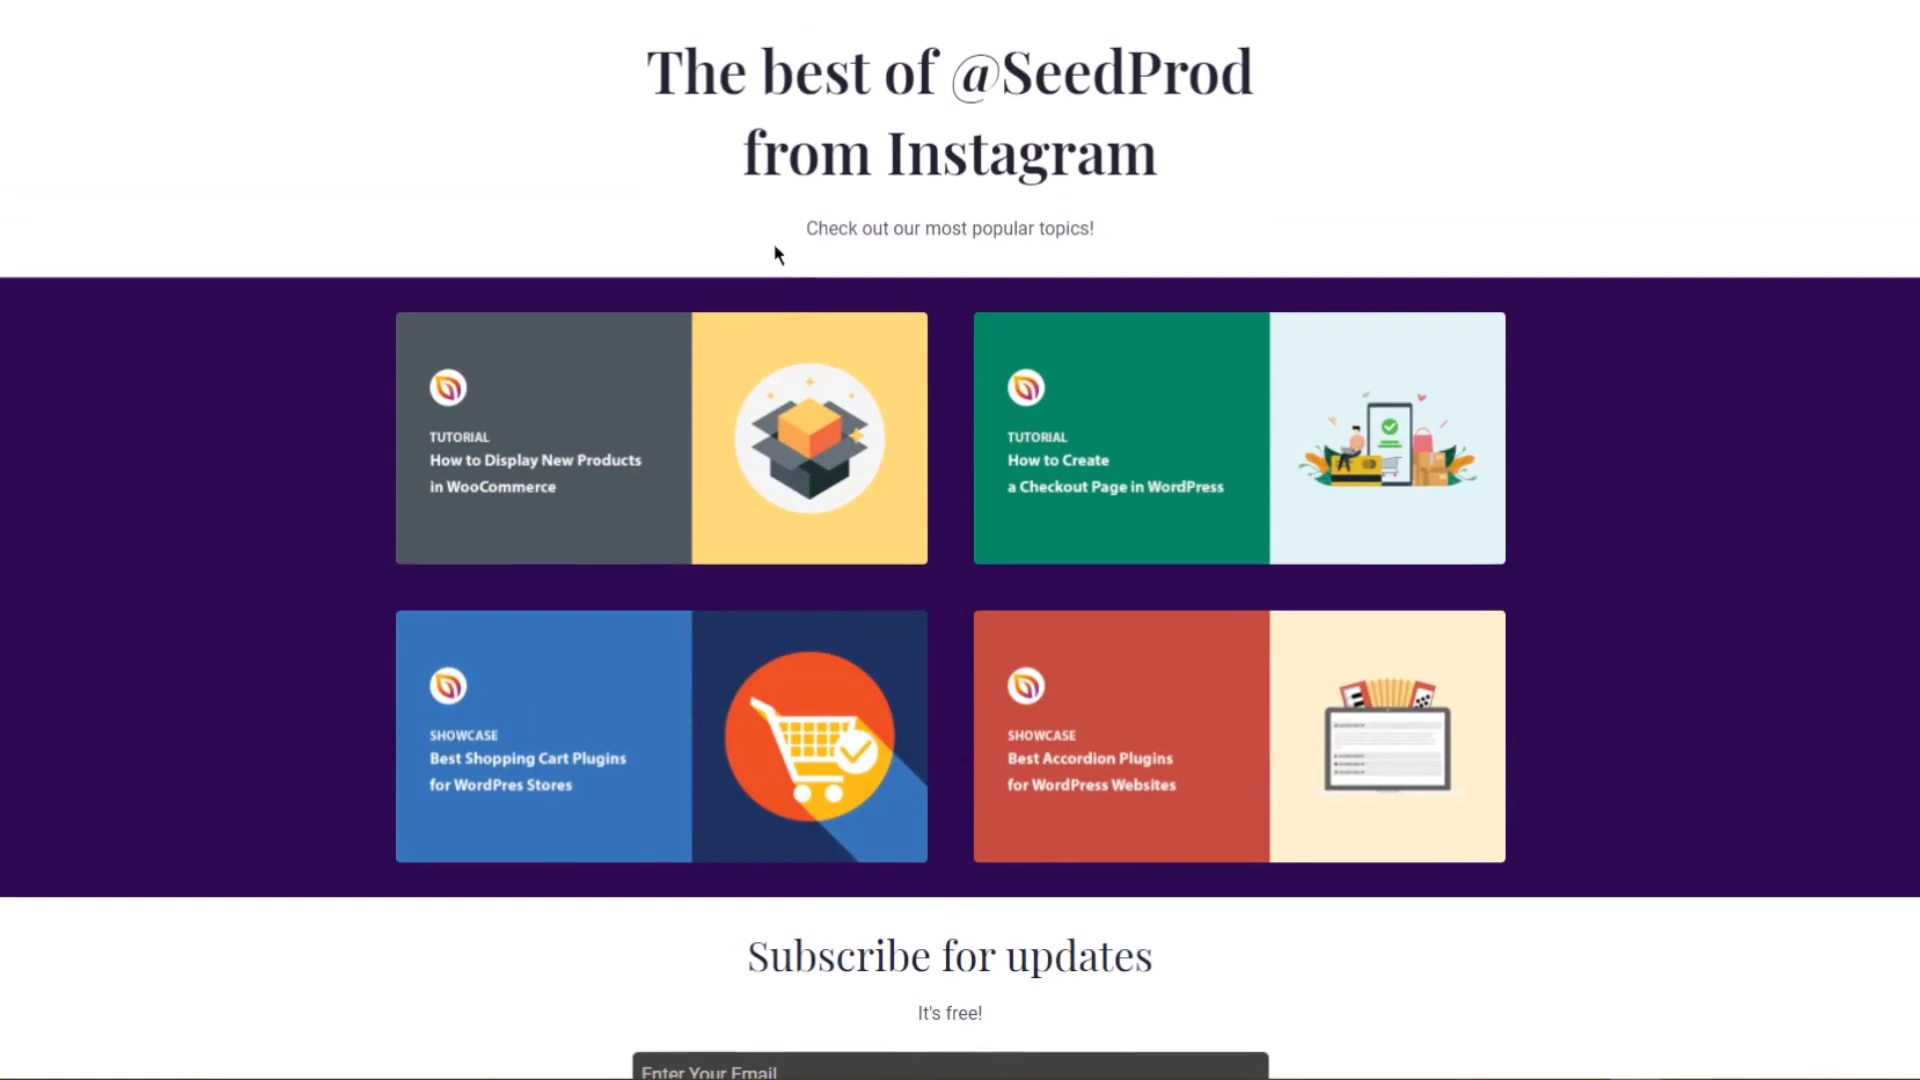 The best of @SeedProd
from Instagram
Check out our most popular topics!
TUTORIAL
How to Display New Products
in WooCommerce
TUTORIAL
How to Create
a Checkout Page in WordPress
SHOWCASE
Best Shopping Cart Plugins
for WordPres Stores
SHOWCASE
Best Accordion Plugins
for WordPress Websites
Subscribe for updates
It's free!
Enter Your Email